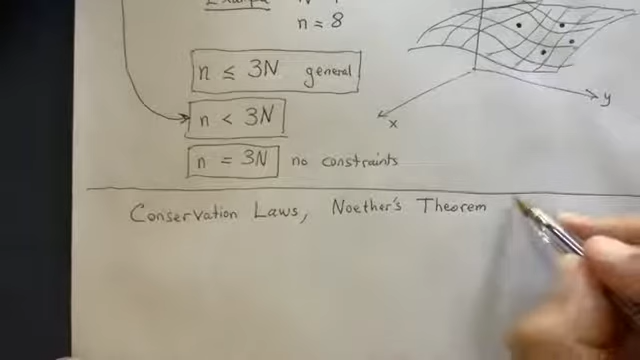 n = 8
n ≤ 3N general
n < 3N
n = 3N no constraints
y
x
Conservation Laws, Noether's Theorem